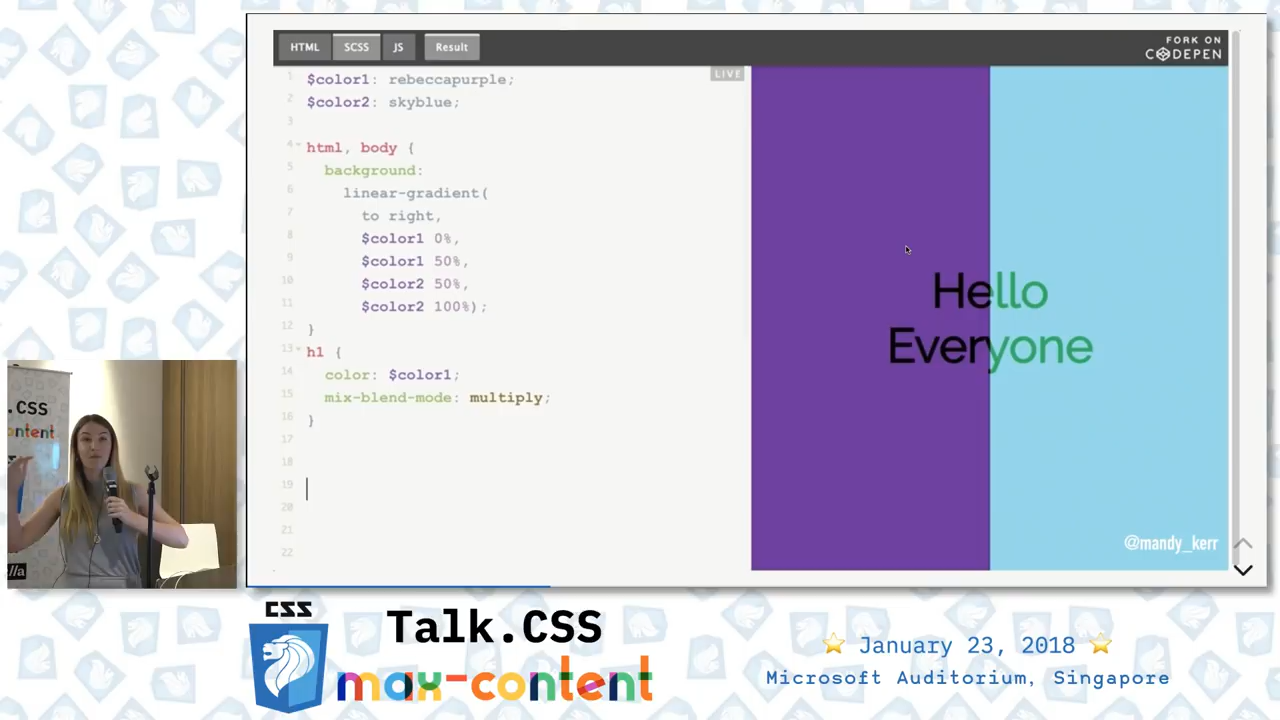 HTML SCSS JS Result
FORK ON
CODEPEN
LIVE
1 $color1: rebeccapurple;
2 $color2: skyblue;
3
4 html, body {
5 background:
6 linear-gradient(
7 to right,
8 $color1 0%,
9 $color1 50%,
10 $color2 50%,
11 $color2 100%);
12 }
13 h1 {
14 color: $color1;
15 mix-blend-mode: multiply;
16 }
17
18
19
20
21
22
Hello
Everyone
@mandy_kerr
.CSS
ontent
lla
CSS
Talk.CSS
max-content
January 23, 2018
Microsoft Auditorium, Singapore